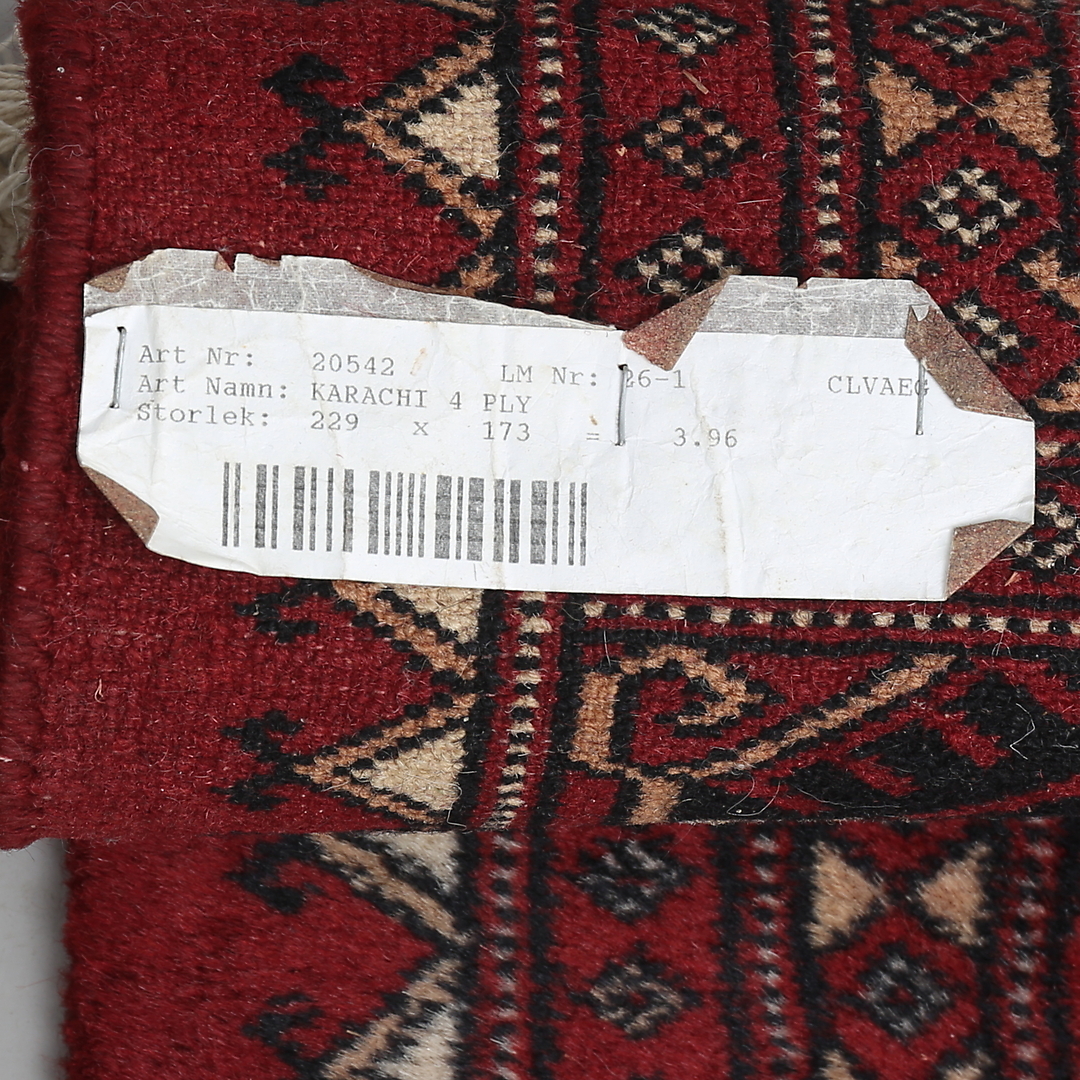 Art Nr: 20542 LM Nr: 26-1 CLVAEG
Art Namn: KARACHI 4 PLY
Storlek: 229 x 173 = 3.96